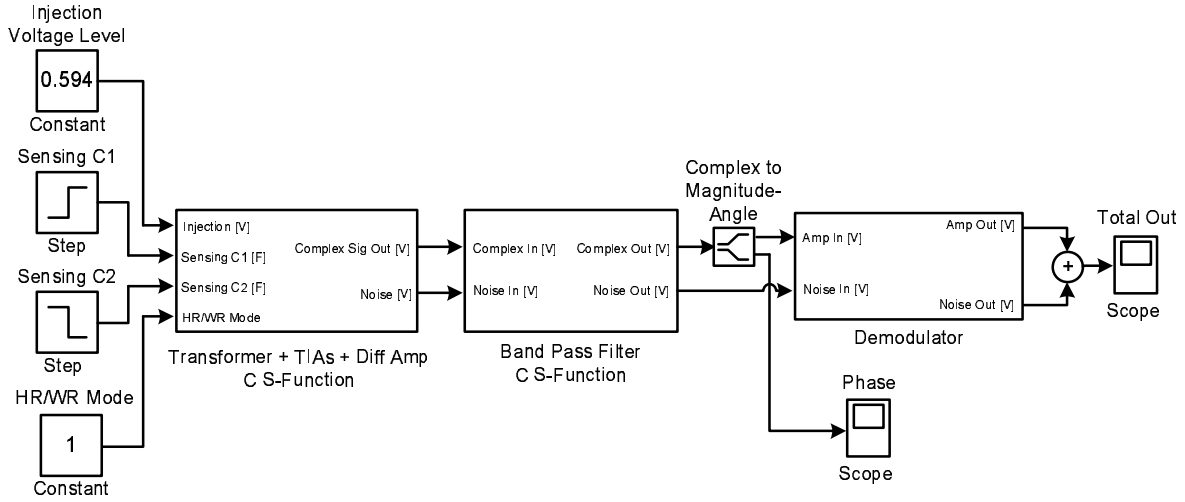 Injection
Voltage Level
0.594
Constant
Sensing C1
Step
Sensing C2
Step
HR/WR Mode
1
Constant
Injection [V]
Sensing C1 [F]
Sensing C2 [F]
HR/WR Mode
Complex Sig Out [V]
Noise [V]
Transformer + TIAs + Diff Amp
C S-Function
Complex In [V]
Noise In [V]
Complex Out [V]
Noise Out [V]
Band Pass Filter
C S-Function
Complex to
Magnitude-
Angle
Amp In [V]
Noise In [V]
Amp Out [V]
Noise Out [V]
Demodulator
Phase
Scope
+
Total Out
Scope